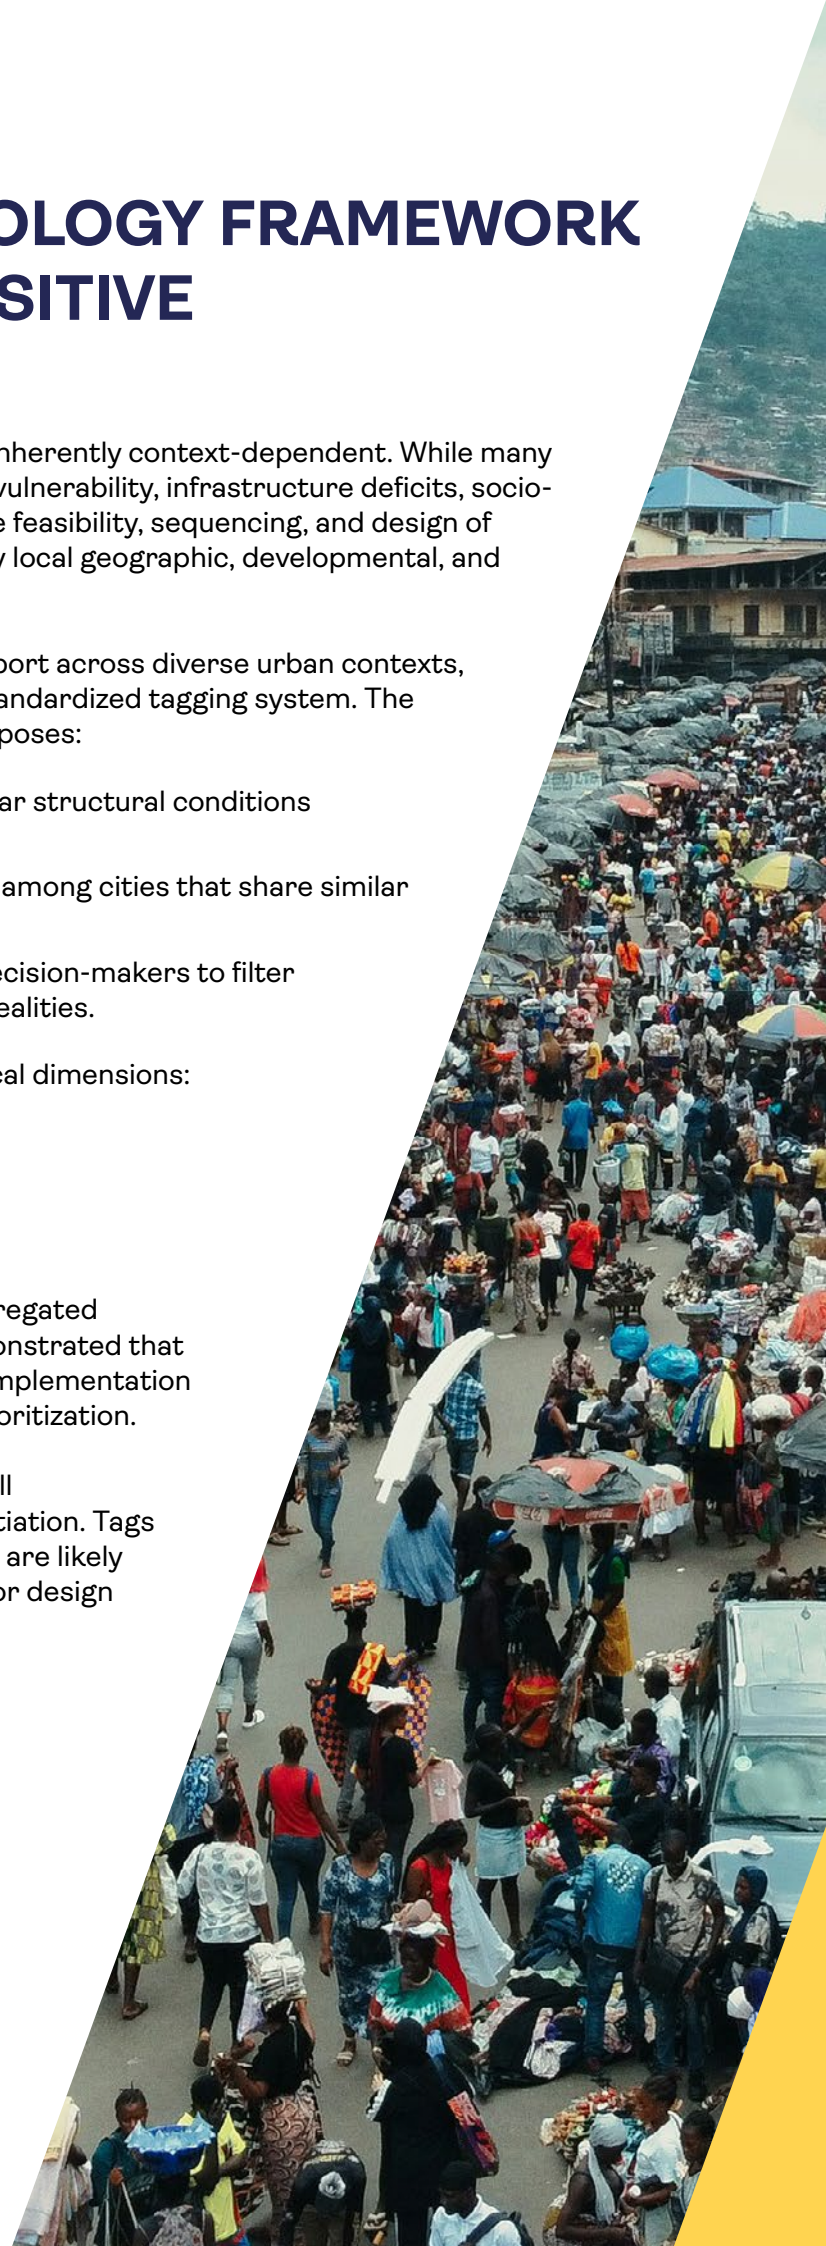 OLOGY FRAMEWORK
SITIVE
nherently context-dependent. While many
vulnerability, infrastructure deficits, socio-
e feasibility, sequencing, and design of
y local geographic, developmental, and
port across diverse urban contexts,
andardized tagging system. The
poses:
ar structural conditions
among cities that share similar
ecision-makers to filter
ealities.
cal dimensions:
regated
onstrated that
mplementation
oritization.
ll
tiation. Tags
are likely
or design